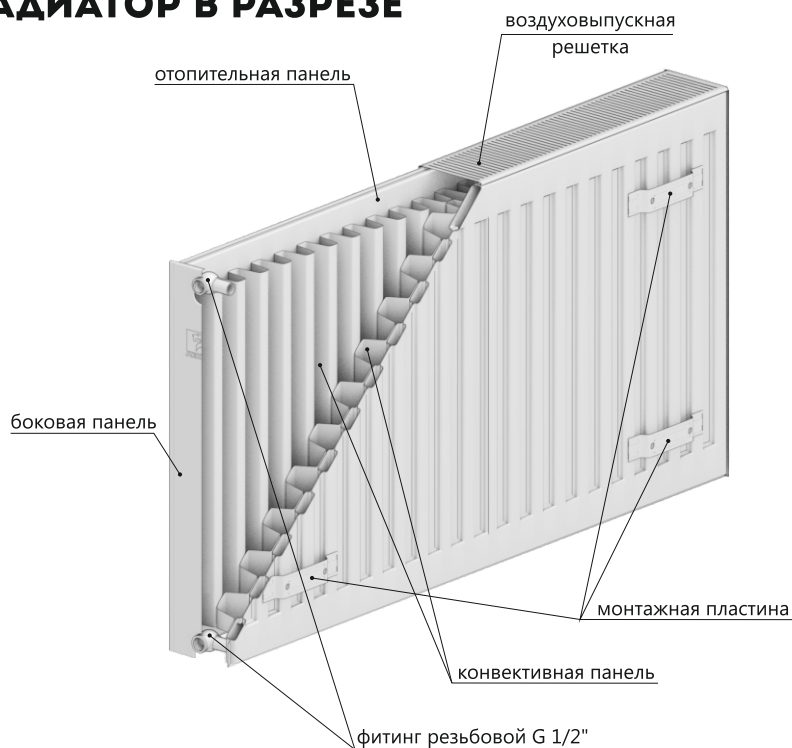 АДИАТОР В РАЗРЕЗЕ
воздуховыпускная
решетка
отопительная панель
боковая панель
монтажная пластина
конвективная панель
фитинг резьбовой G 1/2"